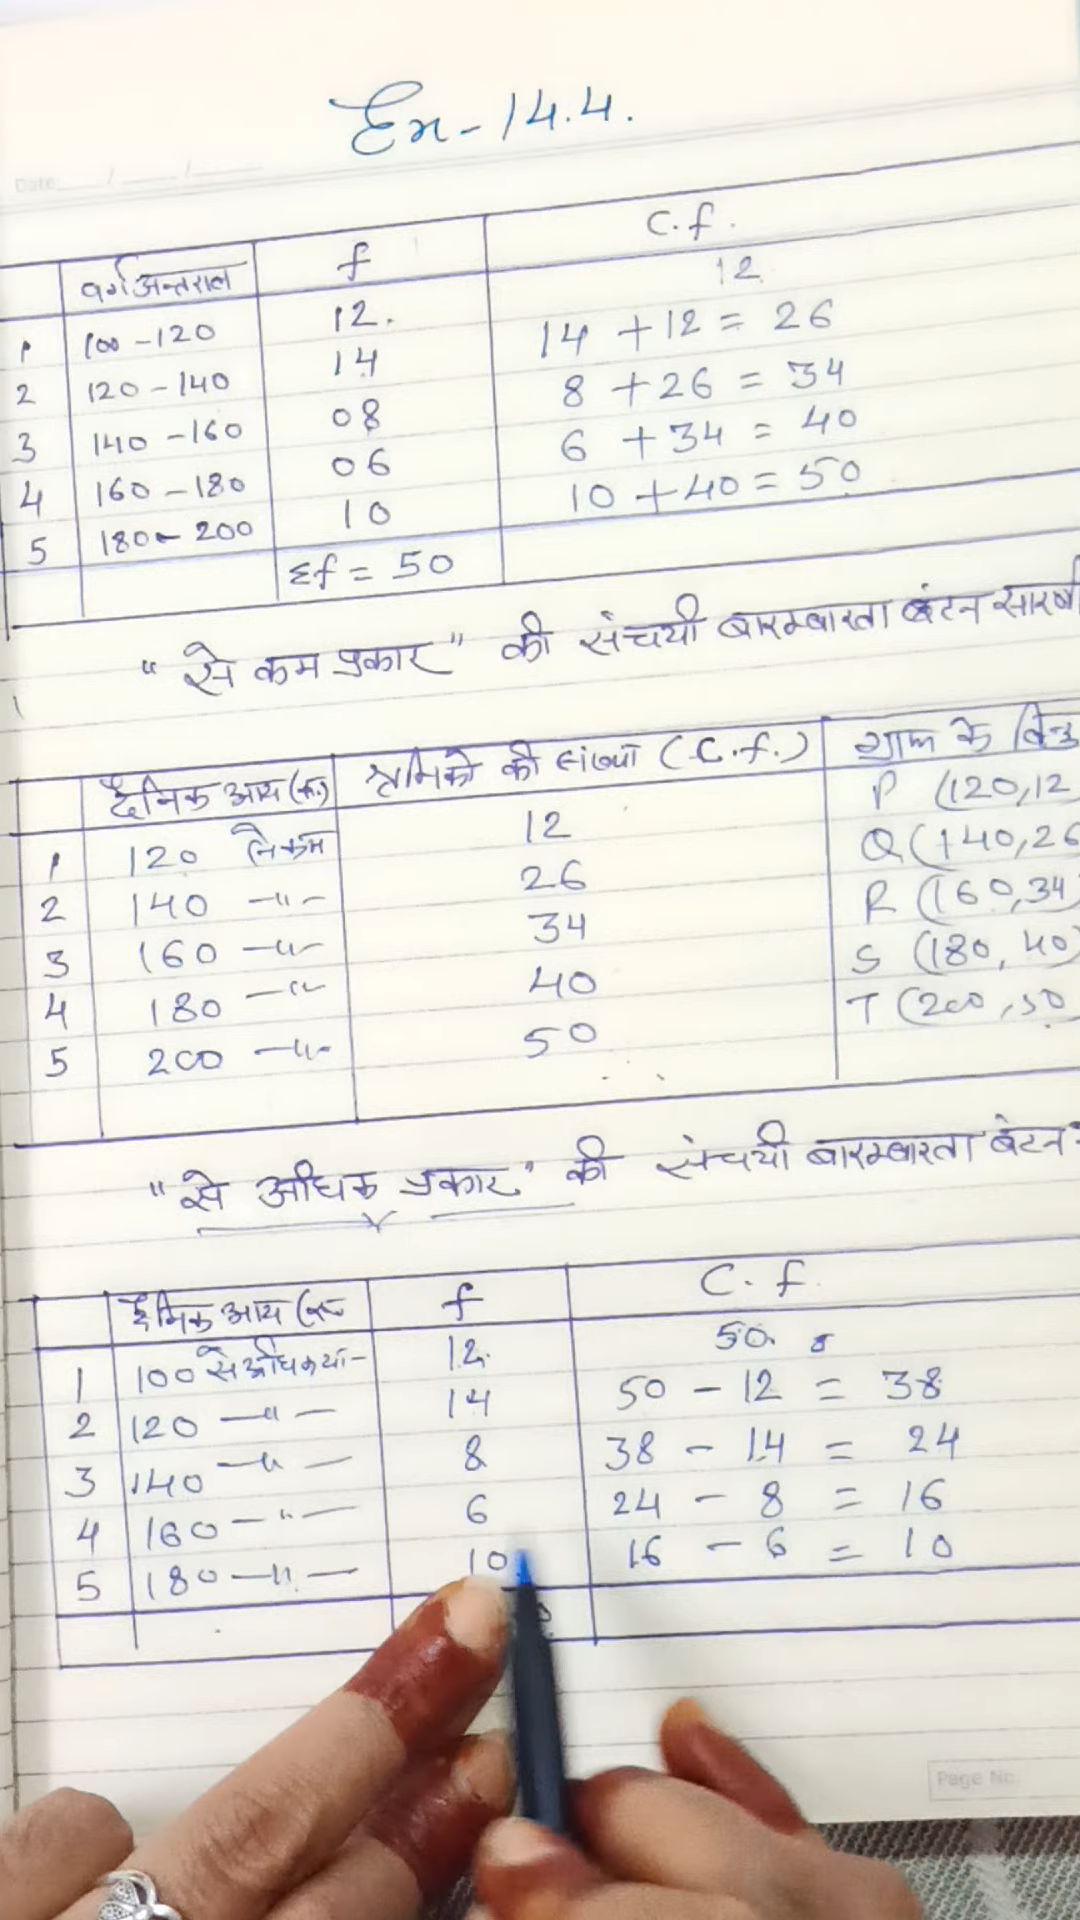 Ex-14.4.
Date:
वर्ग अन्तराल f C.f.
1 100-120 12. 12
2 120-140 14 14+12=26
3 140-160 08 8+26=34
4 160-180 06 6+34=40
5 180-200 10 10+40=50
Σf=50
"से कम प्रकार" की संचयी बारम्बारता बंटन सारणी
दैनिक आय (रू.) श्रमिको की संख्या (C.f.) ग्राफ के बिन्दु
1 120 से कम 12 P (120,12
2 140 -"- 26 Q (140,26
3 160 -"- 34 R (160,34)
4 180 -"- 40 S (180,40)
5 200 -"- 50 T (200,50
"से अधिक प्रकार" की संचयी बारम्बारता बंटन
दैनिक आय (रू f C.f.
1 100 से अधिक या- 12 50
2 120 -"- 14 50-12=38
3 140 -"- 8 38-14=24
4 160 -"- 6 24-8=16
5 180 -"- 10 16-6=10
Page No.